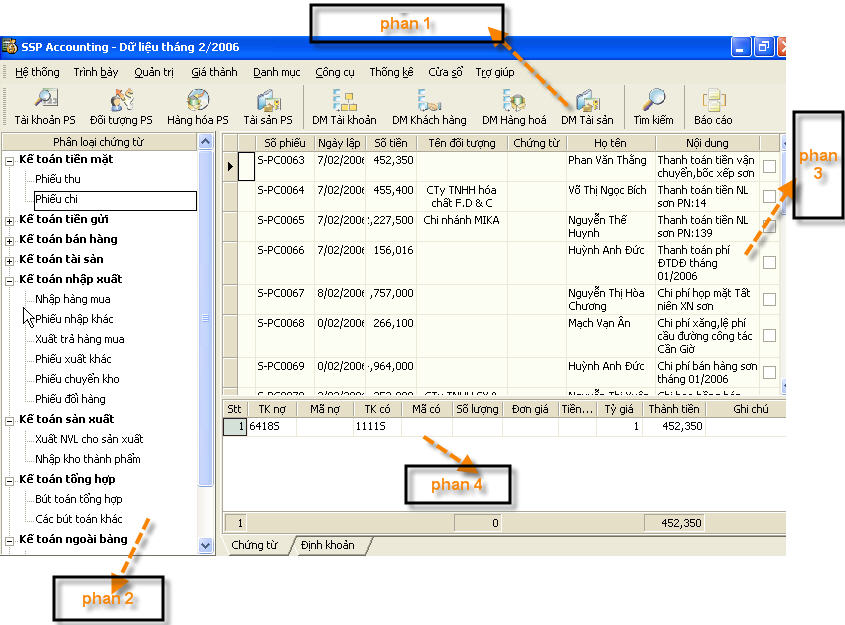 phan 1
SSP Accounting - Dữ liệu tháng 2/2006
Hệ thống Trình bày Quản trị Giá thành Danh mục Công cụ Thống kê Cửa sổ Trợ giúp
Tài khoản PS Đối tượng PS Hàng hóa PS Tài sản PS DM Tài khoản DM Khách hàng DM Hàng hoá DM Tài sản Tìm kiếm Báo cáo
Phân loại chứng từ
Kế toán tiền mặt
Phiếu thu
Phiếu chi
Kế toán tiền gửi
Kế toán bán hàng
Kế toán tài sản
Kế toán nhập xuất
Nhập hàng mua
Phiếu nhập khác
Xuất trả hàng mua
Phiếu xuất khác
Phiếu chuyển kho
Phiếu đổi hàng
Kế toán sản xuất
Xuất NVL cho sản xuất
Nhập kho thành phẩm
Kế toán tổng hợp
Bút toán tổng hợp
Các bút toán khác
Kế toán ngoài bảng
phan 2
Số phiếu Ngày lập Số tiền Tên đối tượng Chứng từ Họ tên Nội dung
S-PC0063 7/02/2006 452,350 Phan Văn Thắng Thanh toán tiền vận
chuyển,bốc xếp sơn
S-PC0064 7/02/2006 455,400 CTy TNHH hóa Võ Thị Ngọc Bích Thanh toán tiền NL
chất F.D & C sơn PN:14
S-PC0065 7/02/2006 ,227,500 Chi nhánh MIKA Nguyễn Thế Thanh toán tiền NL
Huynh sơn PN:139
S-PC0066 7/02/2006 156,016 Huỳnh Anh Đức Thanh toán phí
ĐTDĐ tháng
01/2006
S-PC0067 8/02/2006 ,757,000 Nguyễn Thị Hòa Chi phí họp mặt Tất
Chương niên XN sơn
S-PC0068 0/02/2006 266,100 Mạch Vạn Ân Chi phí xăng,lệ phí
cầu đường công tác
Cần Giờ
S-PC0069 0/02/2006 ,964,000 Huỳnh Anh Đức Chi phí bán hàng sơn
tháng 01/2006
phan
3
Stt TK nợ Mã nợ TK có Mã có Số lượng Đơn giá Tiền... Tỷ giá Thành tiền Ghi chú
1 6418S 1111S 1 452,350
phan 4
1 0 452,350
Chứng từ Định khoản